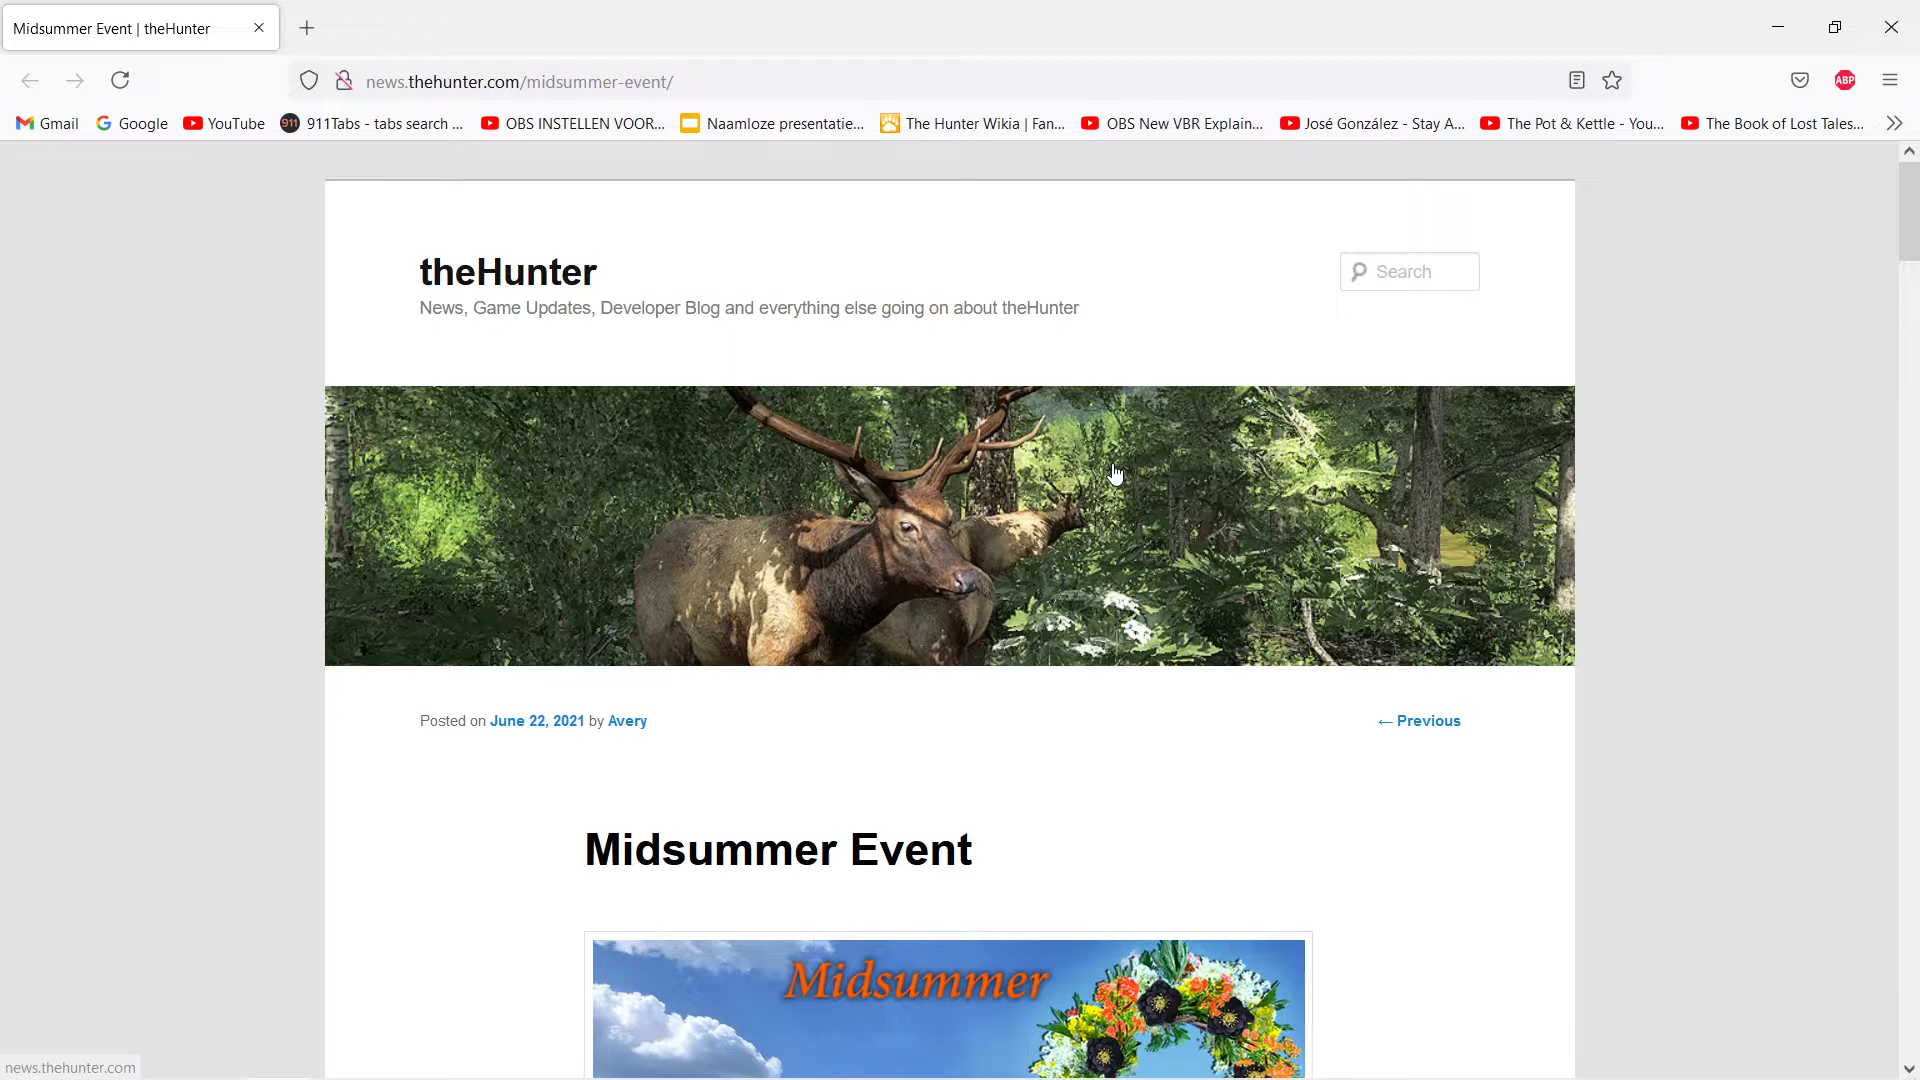 Midsummer Event | theHunter
news.thehunter.com/midsummer-event/
ABP
Gmail Google YouTube 911 911Tabs - tabs search ... OBS INSTELLEN VOOR... Naamloze presentatie... The Hunter Wikia | Fan... OBS New VBR Explain... José González - Stay A... The Pot & Kettle - You... The Book of Lost Tales...
theHunter
Search
News, Game Updates, Developer Blog and everything else going on about theHunter
Posted on June 22, 2021 by Avery
← Previous
Midsummer Event
Midsummer
news.thehunter.com